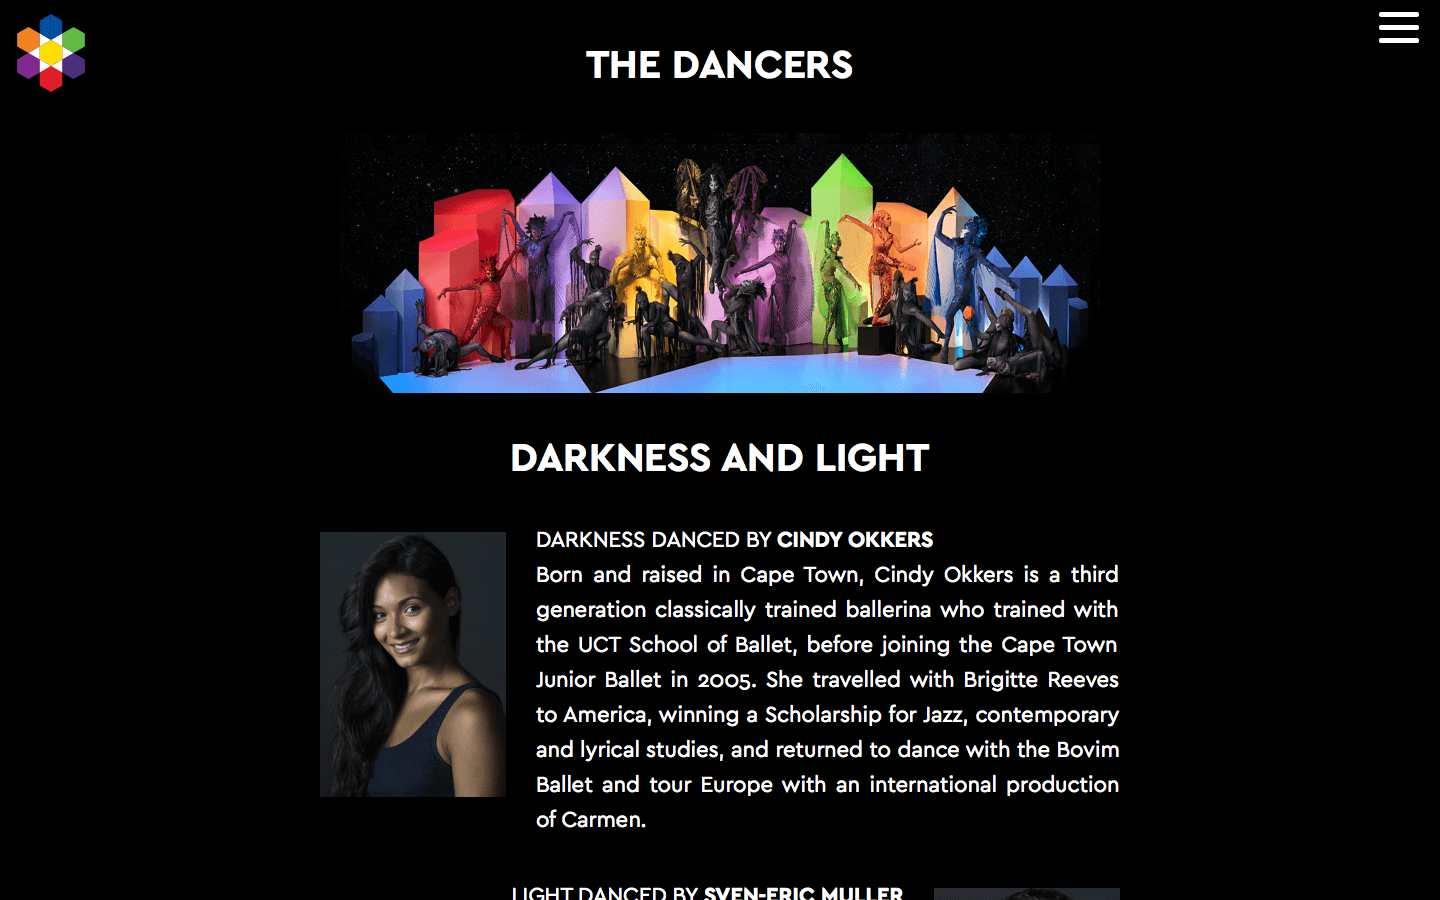 THE DANCERS
DARKNESS AND LIGHT
DARKNESS DANCED BY CINDY OKKERS
Born and raised in Cape Town, Cindy Okkers is a third
generation classically trained ballerina who trained with
the UCT School of Ballet, before joining the Cape Town
Junior Ballet in 2005. She travelled with Brigitte Reeves
to America, winning a Scholarship for Jazz, contemporary
and lyrical studies, and returned to dance with the Bovim
Ballet and tour Europe with an international production
of Carmen.
LIGHT DANCED BY SVEN-ERIC MULLER